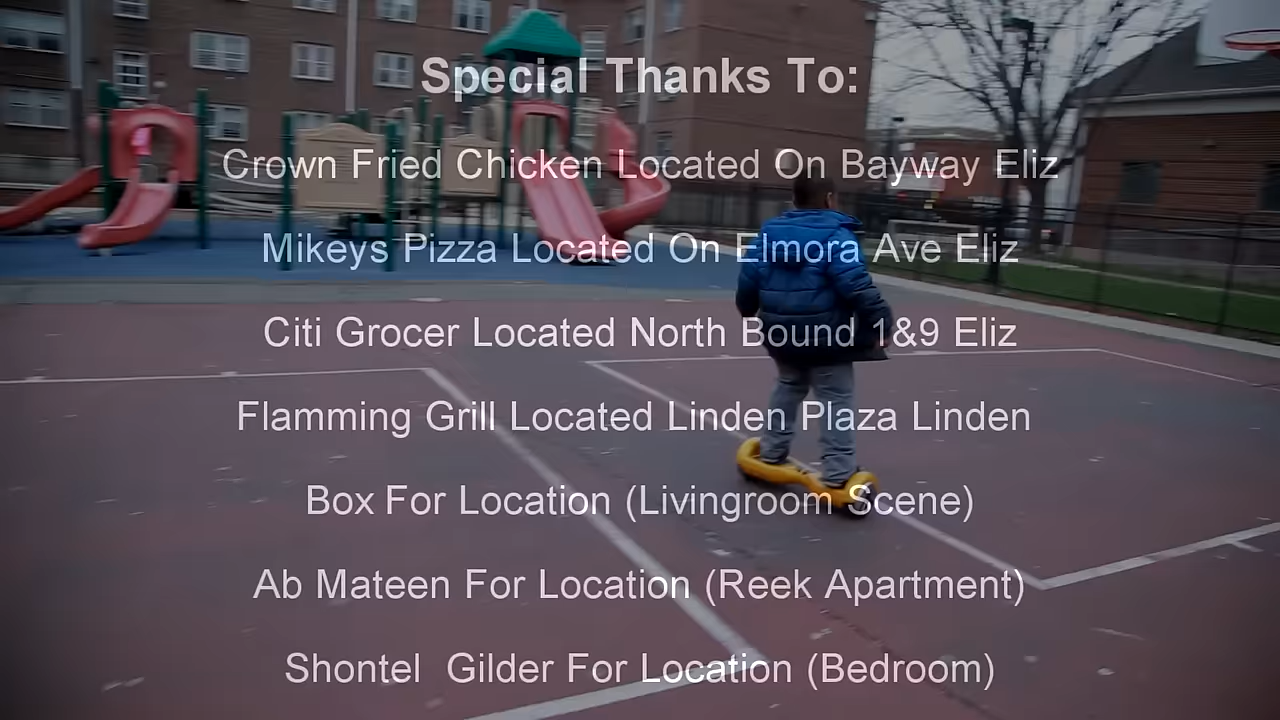 Special Thanks To:
Crown Fried Chicken Located On Bayway Eliz
Mikeys Pizza Located On Elmora Ave Eliz
Citi Grocer Located North Bound 1&9 Eliz
Flamming Grill Located Linden Plaza Linden
Box For Location (Livingroom Scene)
Ab Mateen For Location (Reek Apartment)
Shontel Gilder For Location (Bedroom)